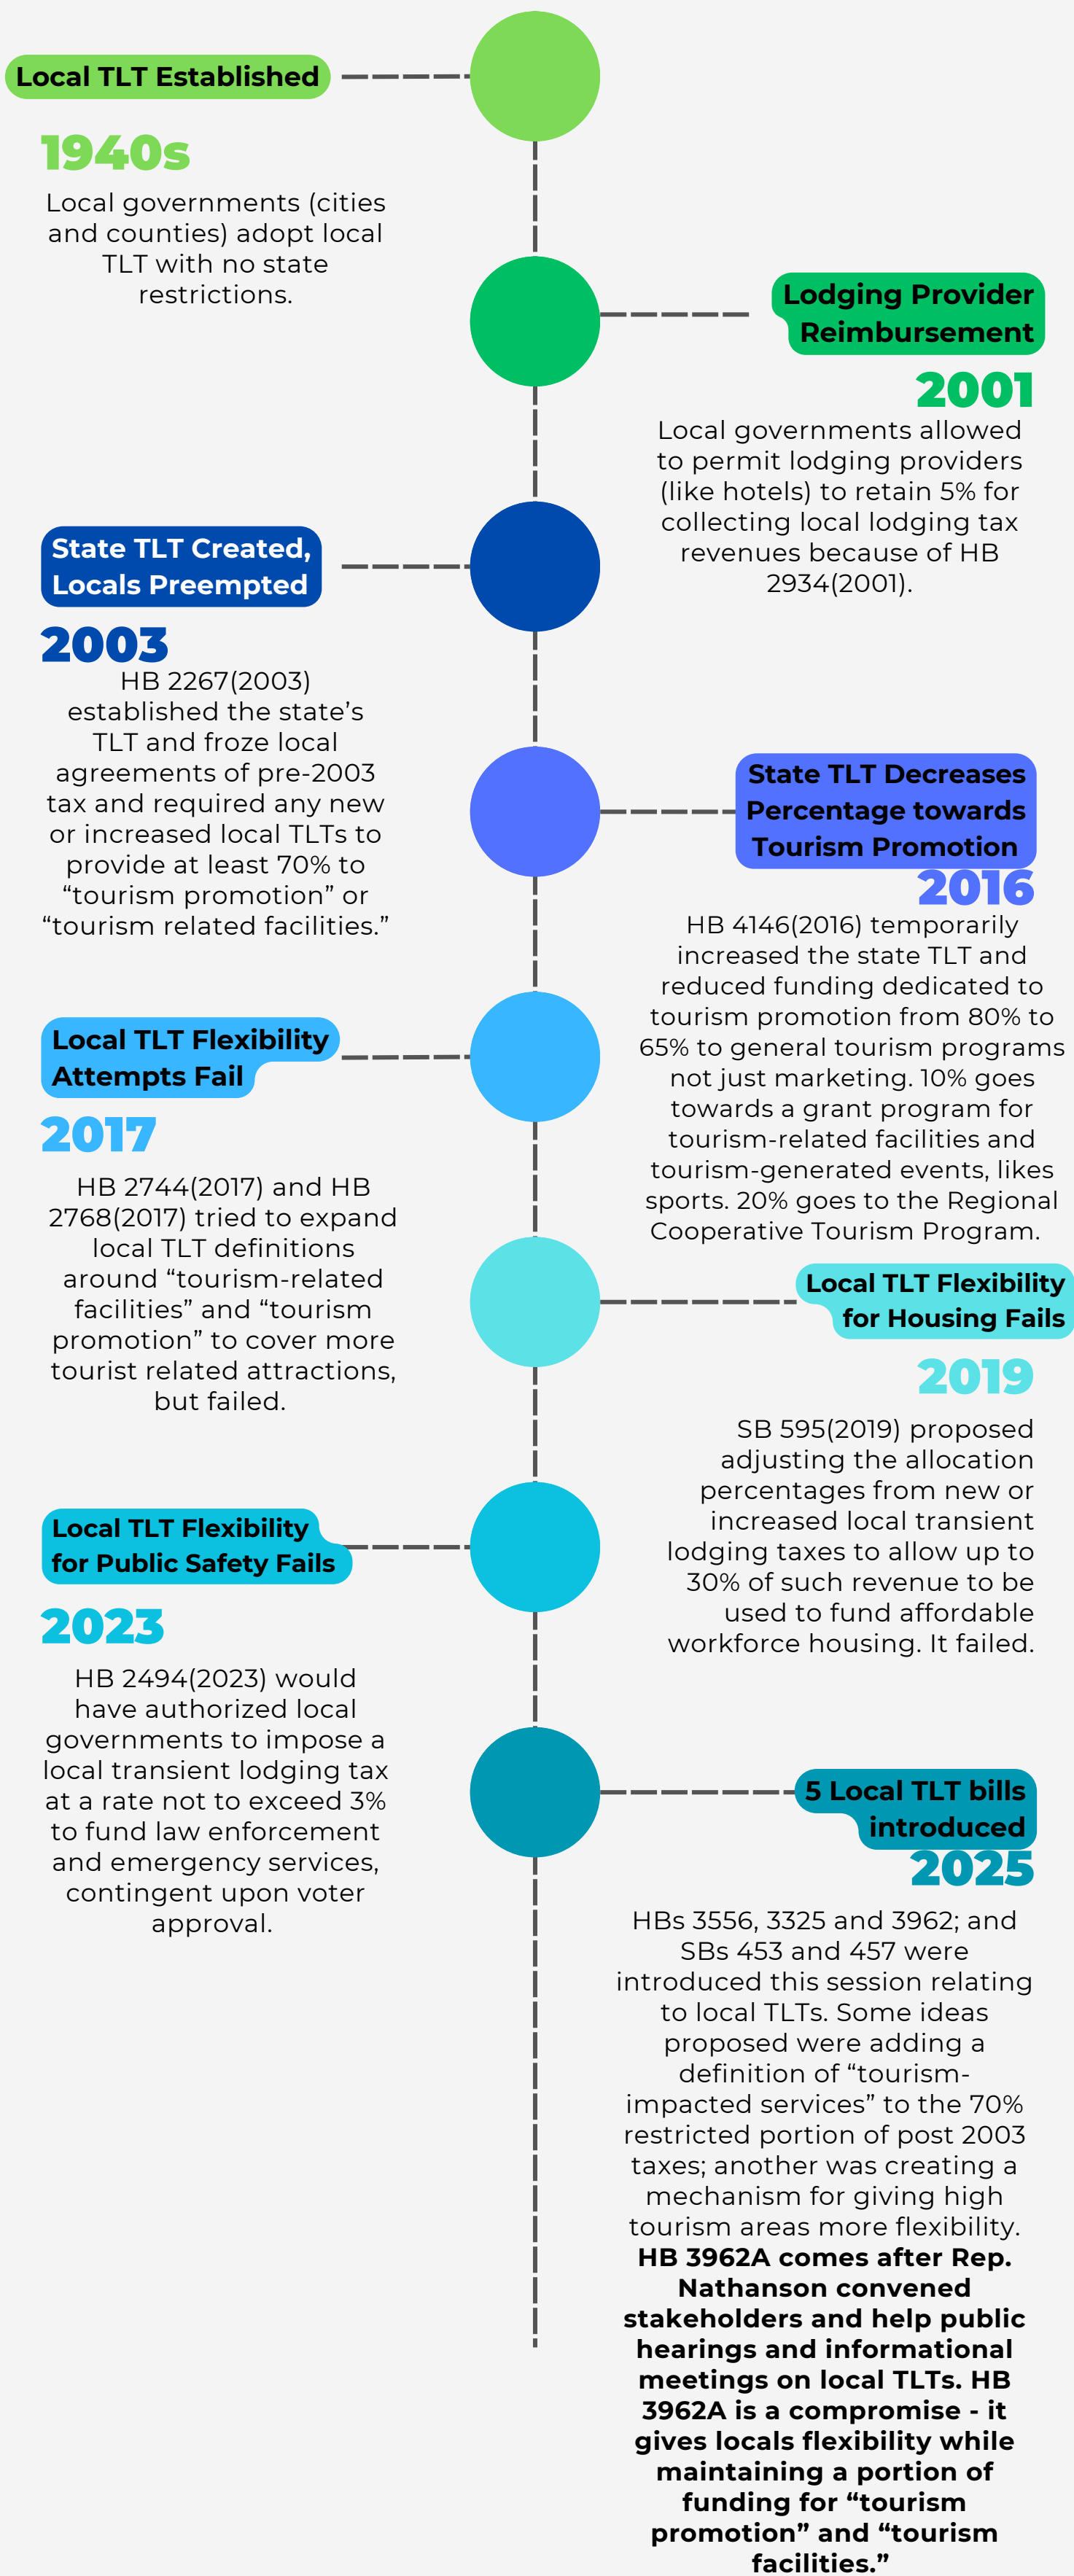 Local TLT Established
1940s
Local governments (cities
and counties) adopt local
TLT with no state
restrictions.
Lodging Provider
Reimbursement
2001
Local governments allowed
to permit lodging providers
(like hotels) to retain 5% for
collecting local lodging tax
revenues because of HB
2934(2001).
State TLT Created,
Locals Preempted
2003
HB 2267(2003)
established the state’s
TLT and froze local
agreements of pre-2003
tax and required any new
or increased local TLTs to
provide at least 70% to
“tourism promotion” or
“tourism related facilities.”
State TLT Decreases
Percentage towards
Tourism Promotion
2016
HB 4146(2016) temporarily
increased the state TLT and
reduced funding dedicated to
tourism promotion from 80% to
65% to general tourism programs
not just marketing. 10% goes
towards a grant program for
tourism-related facilities and
tourism-generated events, likes
sports. 20% goes to the Regional
Cooperative Tourism Program.
Local TLT Flexibility
Attempts Fail
2017
HB 2744(2017) and HB
2768(2017) tried to expand
local TLT definitions
around “tourism-related
facilities” and “tourism
promotion” to cover more
tourist related attractions,
but failed.
Local TLT Flexibility
for Housing Fails
2019
SB 595(2019) proposed
adjusting the allocation
percentages from new or
increased local transient
lodging taxes to allow up to
30% of such revenue to be
used to fund affordable
workforce housing. It failed.
Local TLT Flexibility
for Public Safety Fails
2023
HB 2494(2023) would
have authorized local
governments to impose a
local transient lodging tax
at a rate not to exceed 3%
to fund law enforcement
and emergency services,
contingent upon voter
approval.
5 Local TLT bills
introduced
2025
HBs 3556, 3325 and 3962; and
SBs 453 and 457 were
introduced this session relating
to local TLTs. Some ideas
proposed were adding a
definition of “tourism-
impacted services” to the 70%
restricted portion of post 2003
taxes; another was creating a
mechanism for giving high
tourism areas more flexibility.
HB 3962A comes after Rep.
Nathanson convened
stakeholders and help public
hearings and informational
meetings on local TLTs. HB
3962A is a compromise - it
gives locals flexibility while
maintaining a portion of
funding for “tourism
promotion” and “tourism
facilities.”